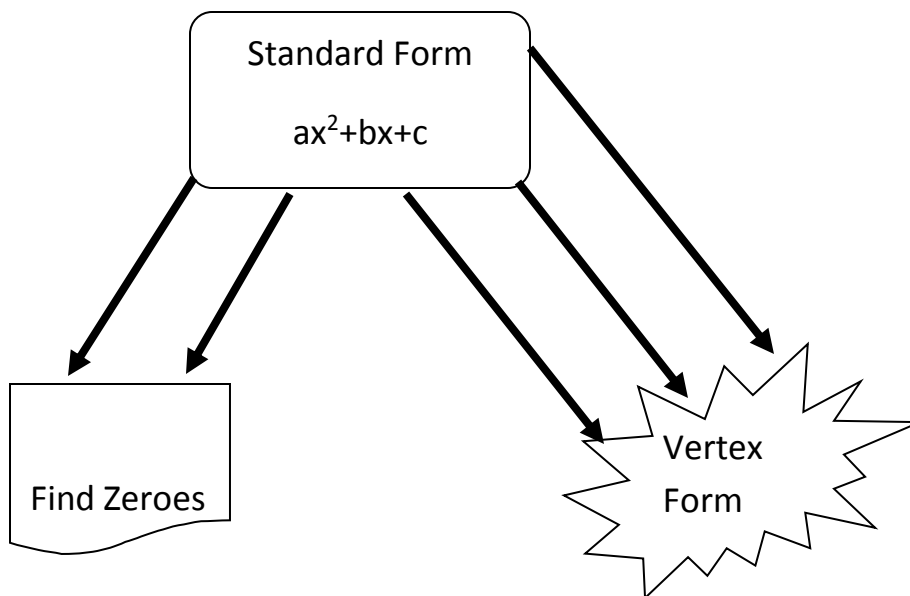 Standard Form
ax²+bx+c
Find Zeroes
Vertex
Form